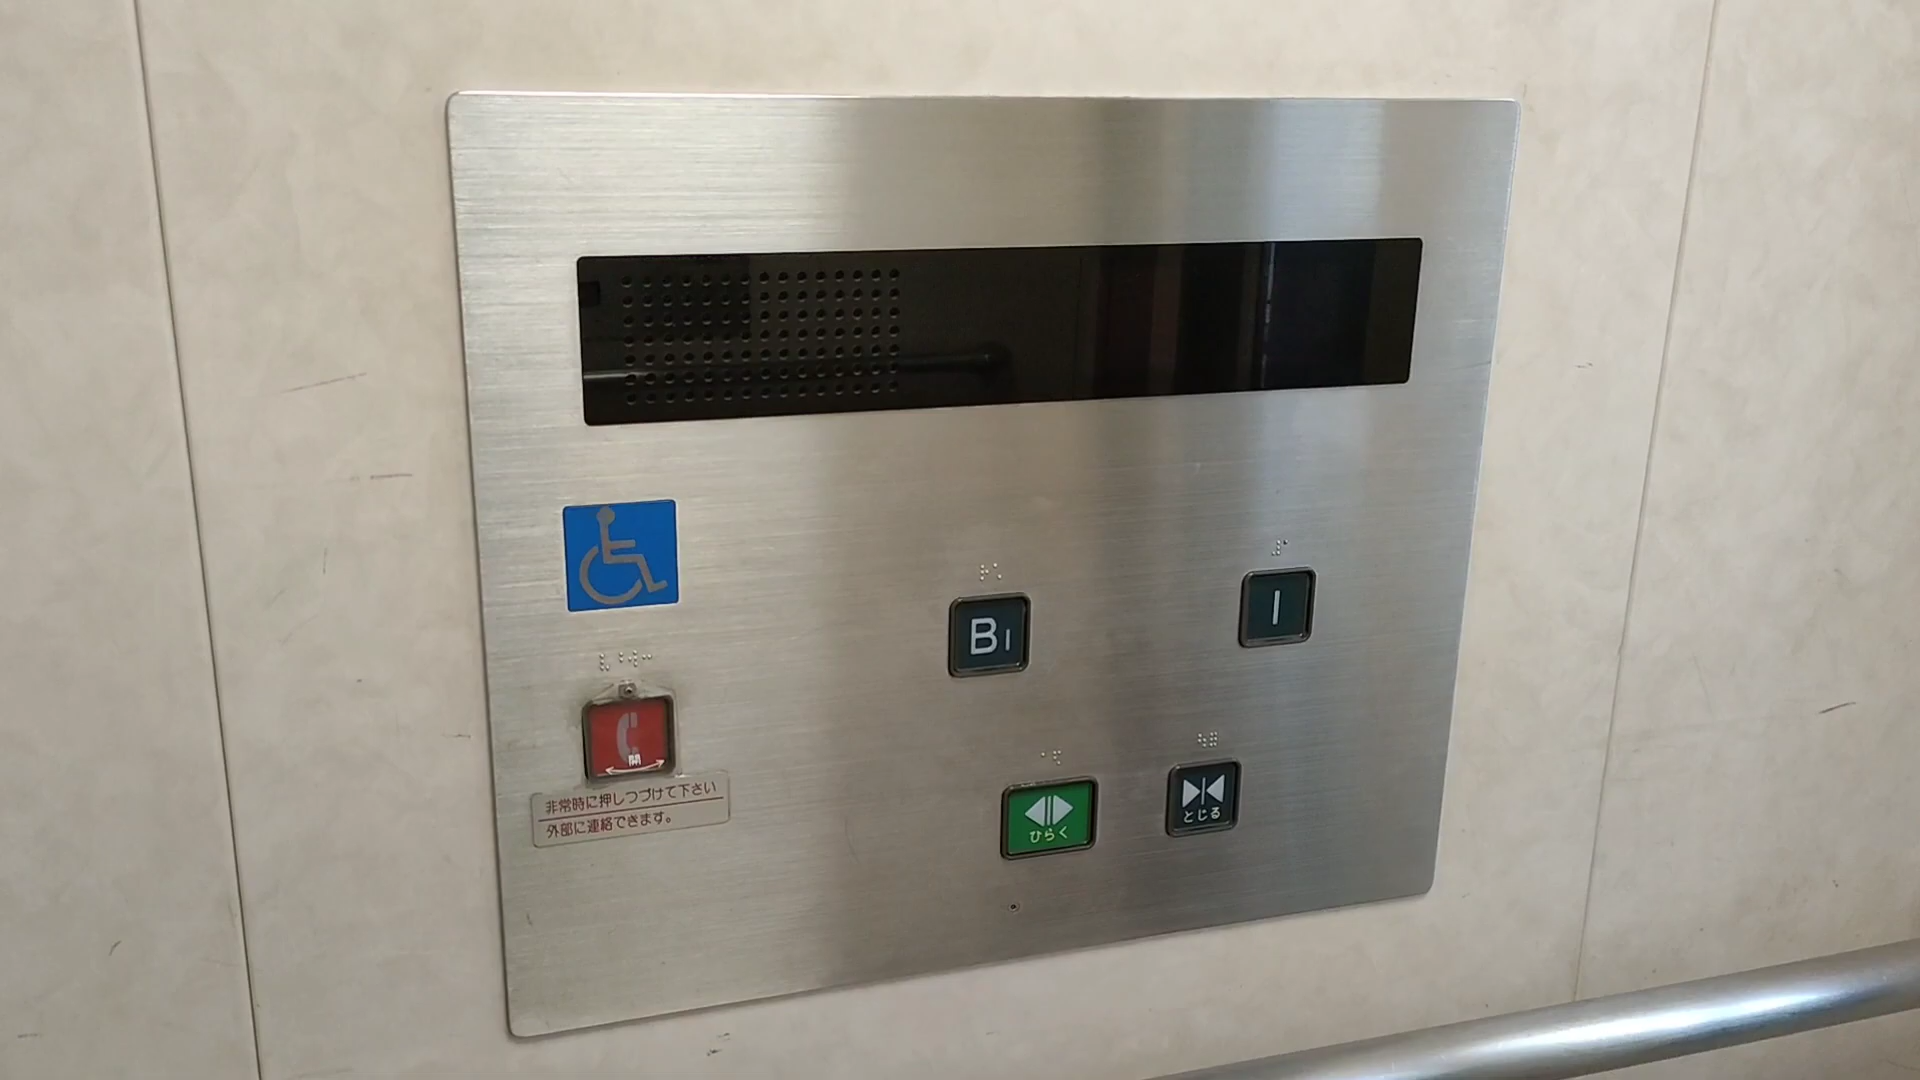 B1
1
開
非常時に押しつづけて下さい
外部に連絡できます。
ひらく
とじる